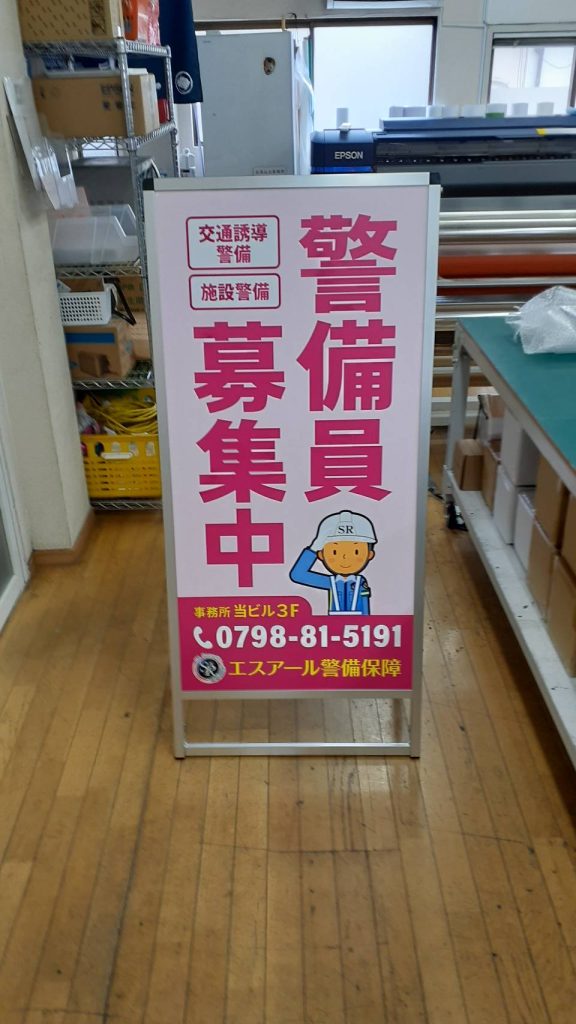 警備員
募集中
交通誘導
警備
施設警備
SR
事務所 当ビル3F
0798-81-5191
SR
エスアール警備保障
EPSON
EPSON